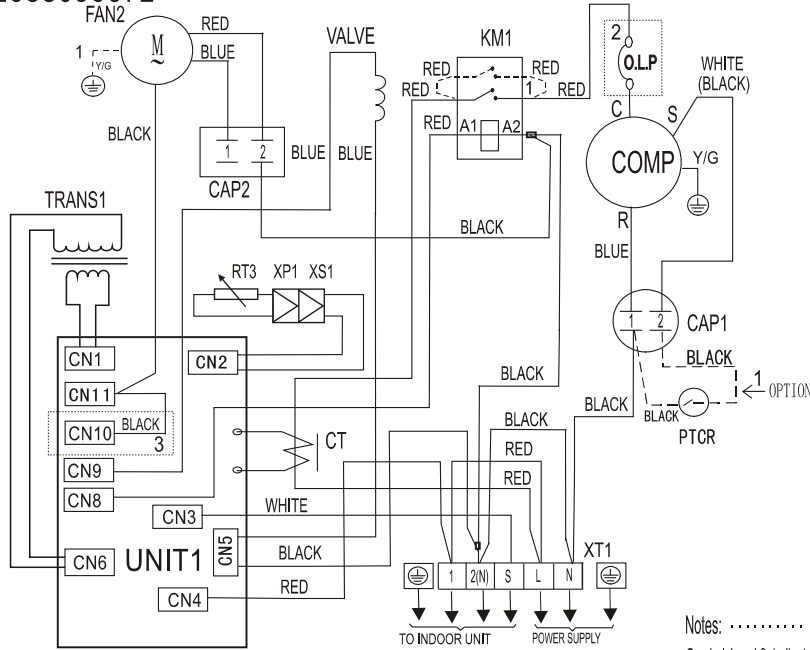 FAN2
RED
BLUE
M
~
1
Y/G
BLACK
VALVE
KM1
RED
RED
RED
1
RED
RED
A1
A2
2
O.L.P
WHITE
(BLACK)
C
S
COMP
Y/G
R
BLUE
1
2
CAP2
BLUE
BLUE
BLACK
TRANS1
RT3
XP1
XS1
1
2
CAP1
BLACK
1
OPTION
BLACK
PTCR
CN1
CN2
CN11
CN10
BLACK
3
CN9
CN8
CT
BLACK
BLACK
BLACK
RED
RED
WHITE
CN3
CN5
BLACK
CN6
UNIT1
RED
CN4
XT1
1
2(N)
S
L
N
TO INDOOR UNIT
POWER SUPPLY
Notes: